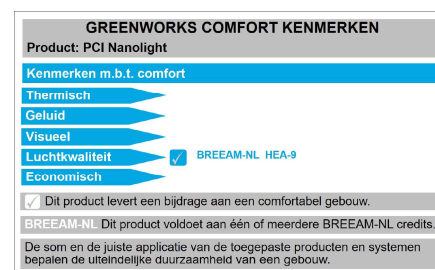 GREENWORKS COMFORT KENMERKEN
Product: PCI Nanolight
Kenmerken m.b.t. comfort
Thermisch
Geluid
Visueel
Luchtkwaliteit BREEAM-NL HEA-9
Economisch
Dit product levert een bijdrage aan een comfortabel gebouw.
BREEAM-NL Dit product voldoet aan één of meerdere BREEAM-NL credits.
De som en de juiste applicatie van de toegepaste producten en systemen
bepalen de uiteindelijke duurzaamheid van een gebouw.